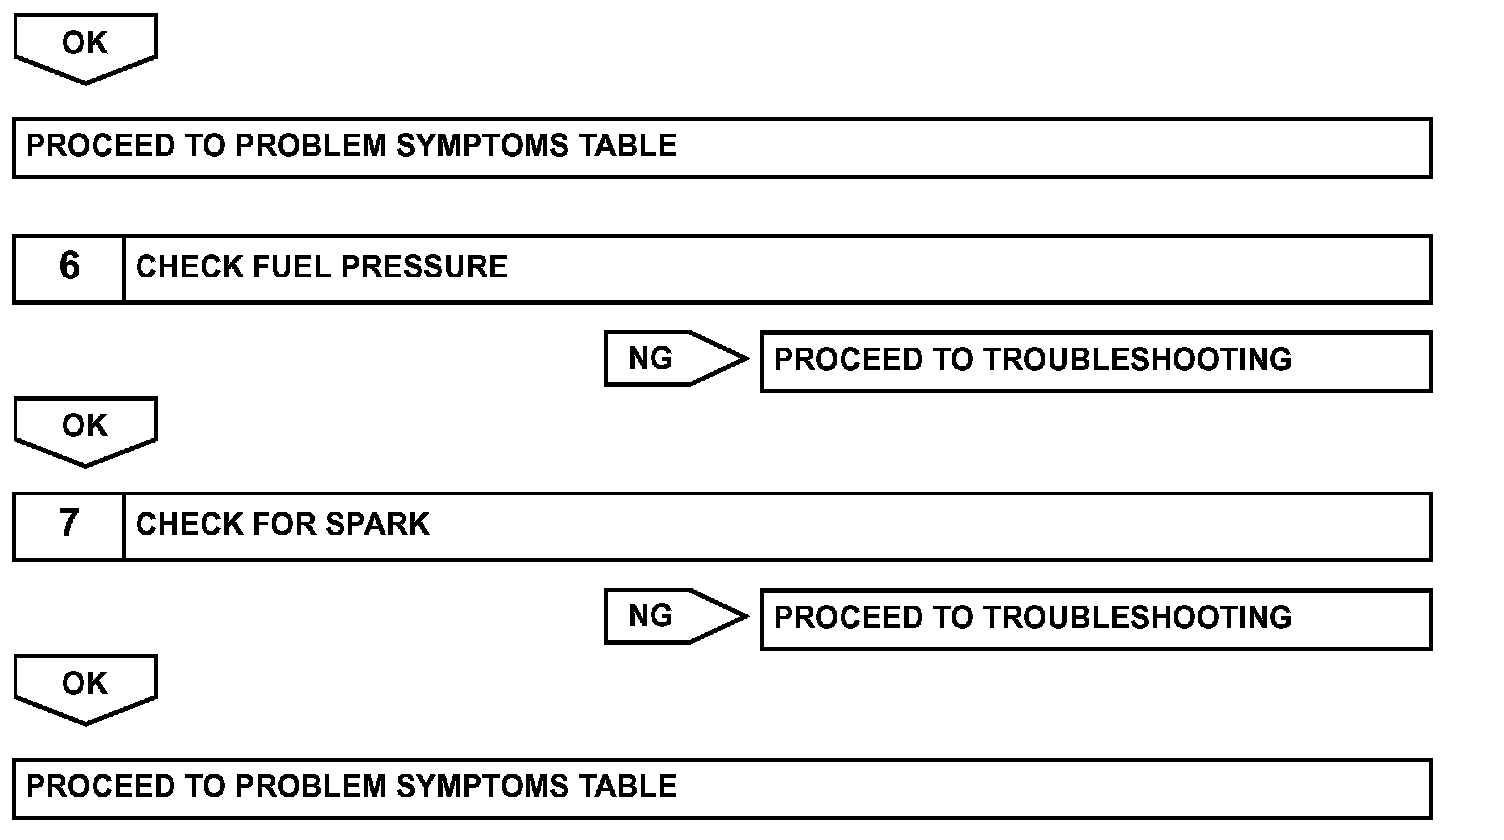 OK
PROCEED TO PROBLEM SYMPTOMS TABLE
6 CHECK FUEL PRESSURE
NG PROCEED TO TROUBLESHOOTING
OK
7 CHECK FOR SPARK
NG PROCEED TO TROUBLESHOOTING
OK
PROCEED TO PROBLEM SYMPTOMS TABLE